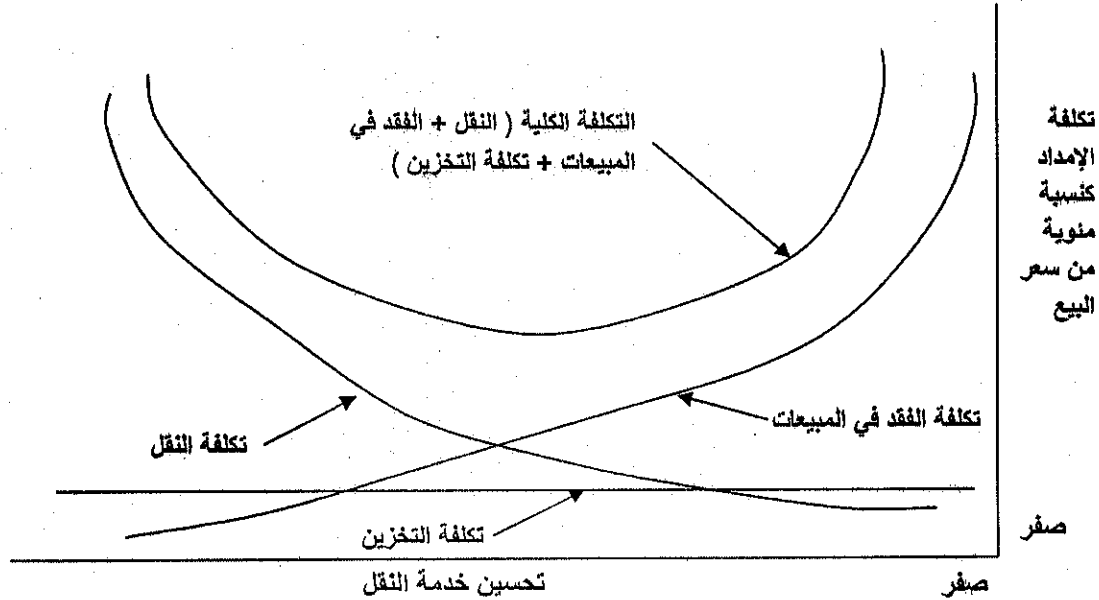 تكلفة
الإمداد
كنسبة
مئوية
من سعر
البيع
التكلفة الكلية ( النقل + الفقد في
المبيعات + تكلفة التخزين )
تكلفة الفقد في المبيعات
تكلفة النقل
تكلفة التخزين
صفر
صفر
تحسين خدمة النقل